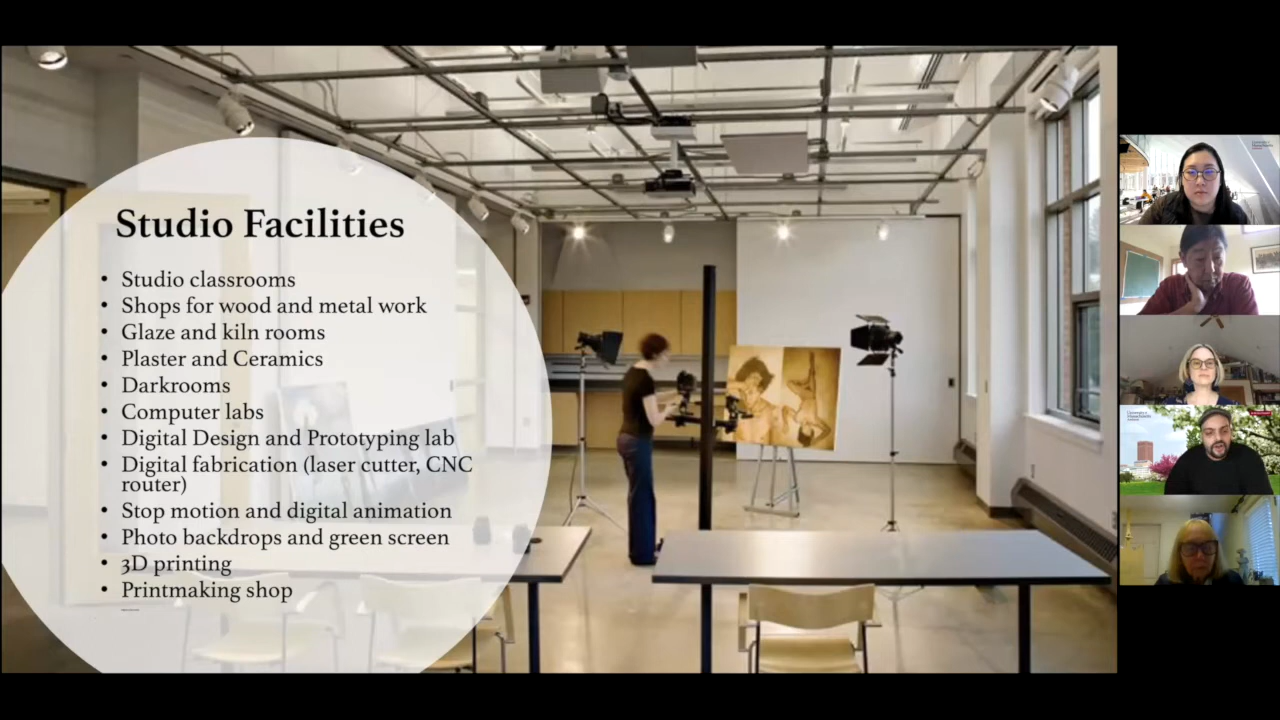 Studio Facilities
• Studio classrooms
• Shops for wood and metal work
• Glaze and kiln rooms
• Plaster and Ceramics
• Darkrooms
• Computer labs
• Digital Design and Prototyping lab
• Digital fabrication (laser cutter, CNC
router)
• Stop motion and digital animation
• Photo backdrops and green screen
• 3D printing
• Printmaking shop